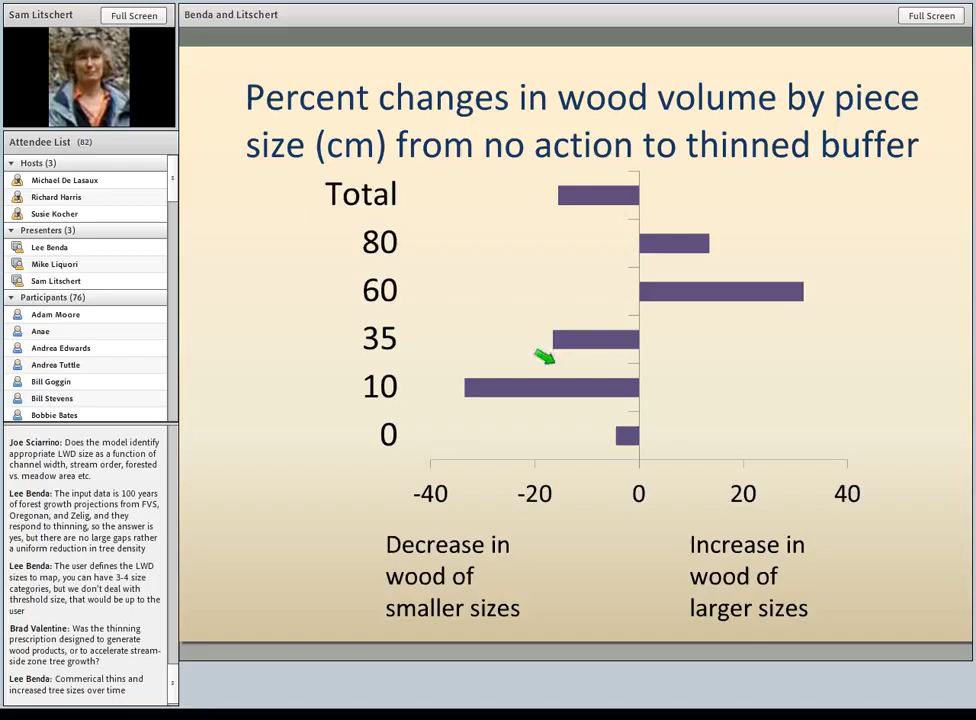 Sam Litschert
Full Screen
Benda and Litschert
Full Screen
Attendee List (82)
Hosts (3)
Michael De Lasaux
Richard Harris
Susie Kocher
Presenters (3)
Lee Benda
Mike Liquori
Sam Litschert
Participants (76)
Adam Moore
Anae
Andrea Edwards
Andrea Tuttle
Bill Goggin
Bill Stevens
Bobbie Bates
Joe Sciarrino: Does the model identify
appropriate LWD size as a function of
channel width, stream order, forested
vs. meadow area etc.
Lee Benda: The input data is 100 years
of forest growth projections from FVS,
Oregonan, and Zelig, and they
respond to thinning, so the answer is
yes, but there are no large gaps rather
a uniform reduction in tree density
Lee Benda: The user defines the LWD
sizes to map, you can have 3-4 size
categories, but we don't deal with
threshold size, that would be up to the
user
Brad Valentine: Was the thinning
prescription designed to generate
wood products, or to accelerate stream-
side zone tree growth?
Lee Benda: Commerical thins and
increased tree sizes over time
Percent changes in wood volume by piece
size (cm) from no action to thinned buffer
Total
80
60
35
10
0
-40 -20 0 20 40
Decrease in
wood of
smaller sizes
Increase in
wood of
larger sizes